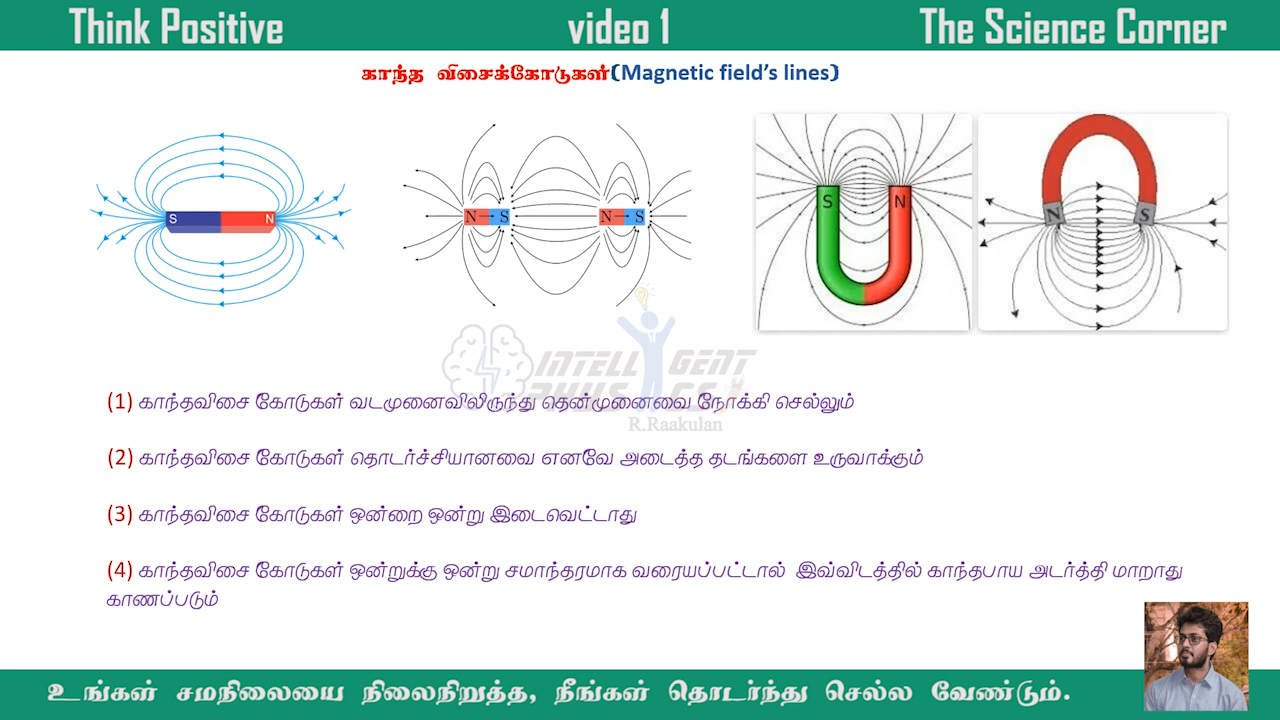 Think Positive video 1 The Science Corner
காந்த விசைக்கோடுகள்(Magnetic field's lines)
S N
N S N S
S N
N S
INTELLIGENT
PHYSICS
R.Raakulan
(1) காந்தவிசை கோடுகள் வடமுனைவிலிருந்து தென்முனைவை நோக்கி செல்லும்
(2) காந்தவிசை கோடுகள் தொடர்ச்சியானவை எனவே அடைத்த தடங்களை உருவாக்கும்
(3) காந்தவிசை கோடுகள் ஒன்றை ஒன்று இடைவெட்டாது
(4) காந்தவிசை கோடுகள் ஒன்றுக்கு ஒன்று சமாந்தரமாக வரையப்பட்டால் இவ்விடத்தில் காந்தபாய அடர்த்தி மாறாது
காணப்படும்
உங்கள் சமநிலையை நிலைநிறுத்த, நீங்கள் தொடர்ந்து செல்ல வேண்டும்.